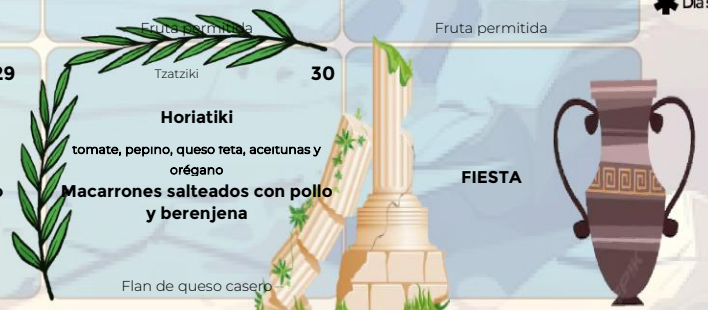 Fruta permitida
Fruta permitida
29
Tzatziki
30
Horiatiki
tomate, pepino, queso feta, aceitunas y
orégano
Macarrones salteados con pollo
y berenjena
FIESTA
Flan de queso casero